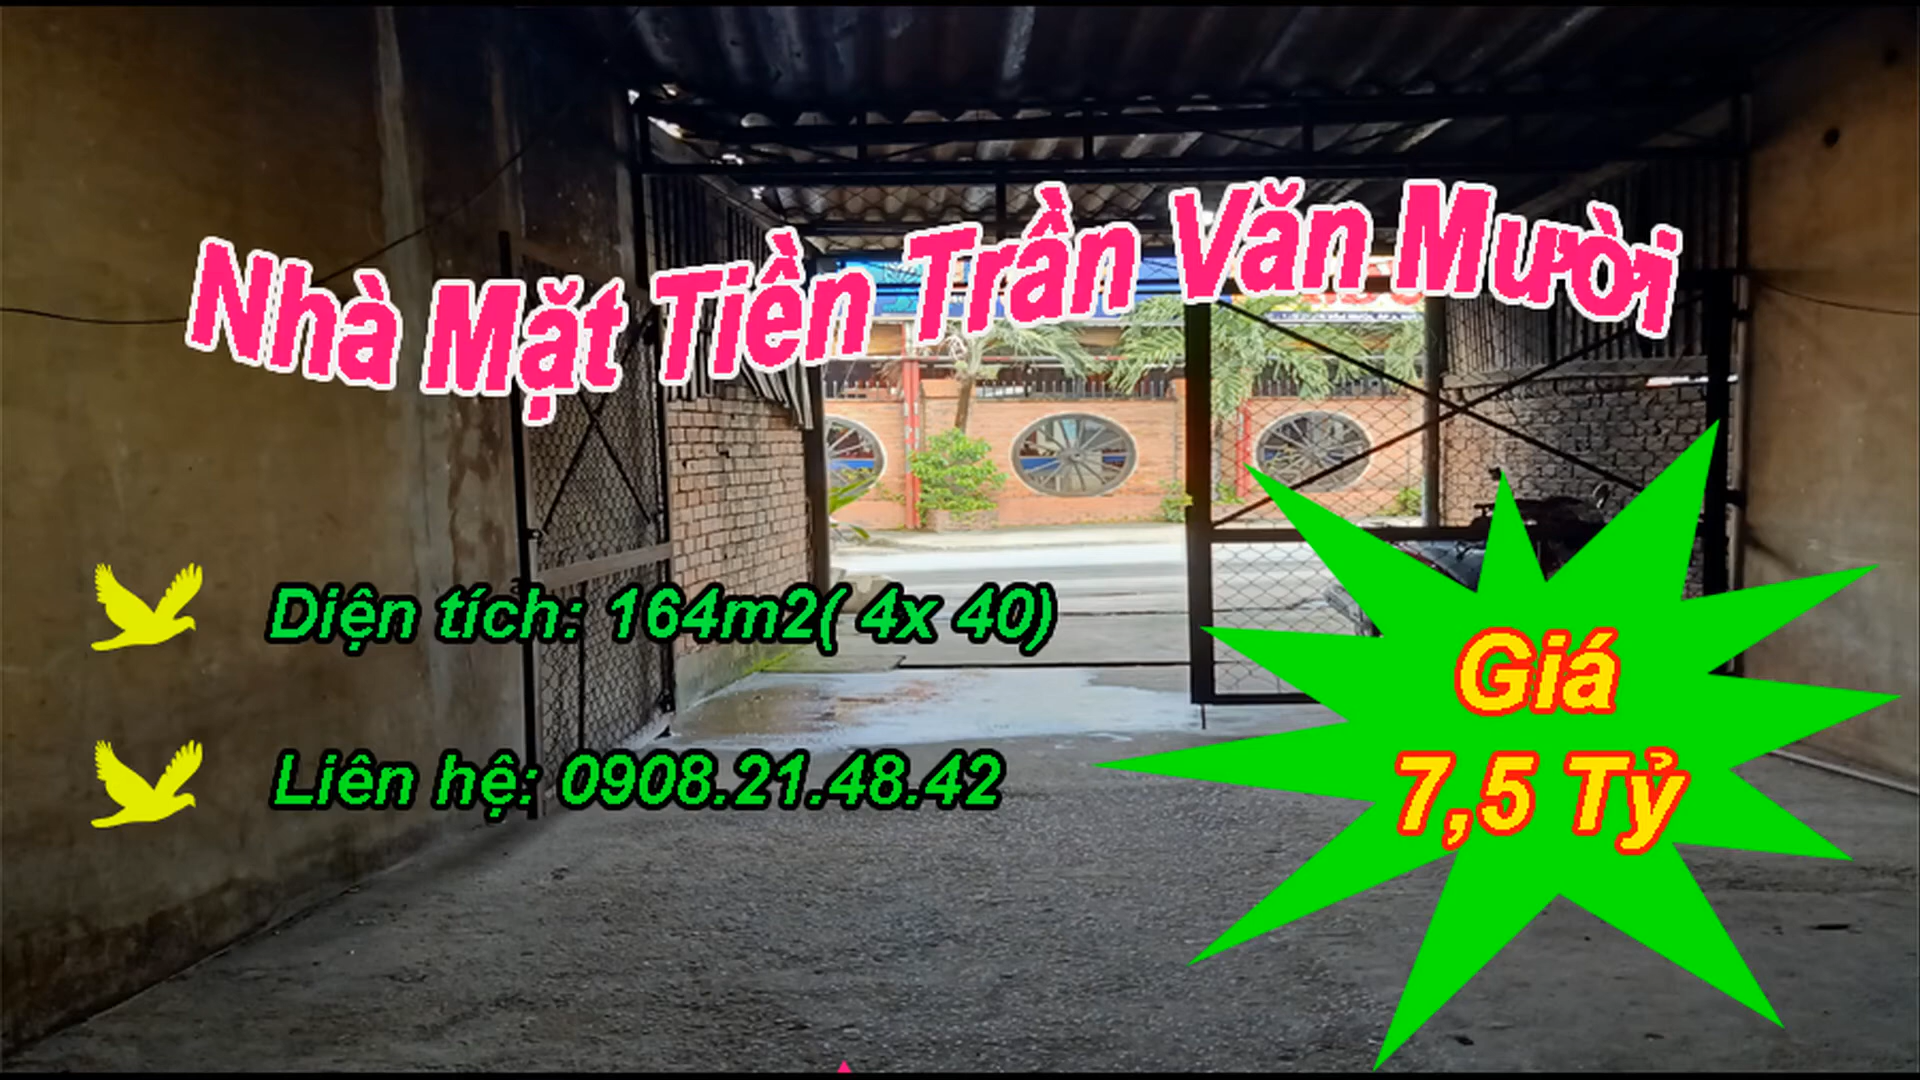 Nhà Mặt Tiền Trần Văn Mười
Diện tích: 164m2( 4x 40)
Liên hệ: 0908.21.48.42
Giá
7,5 Tỷ